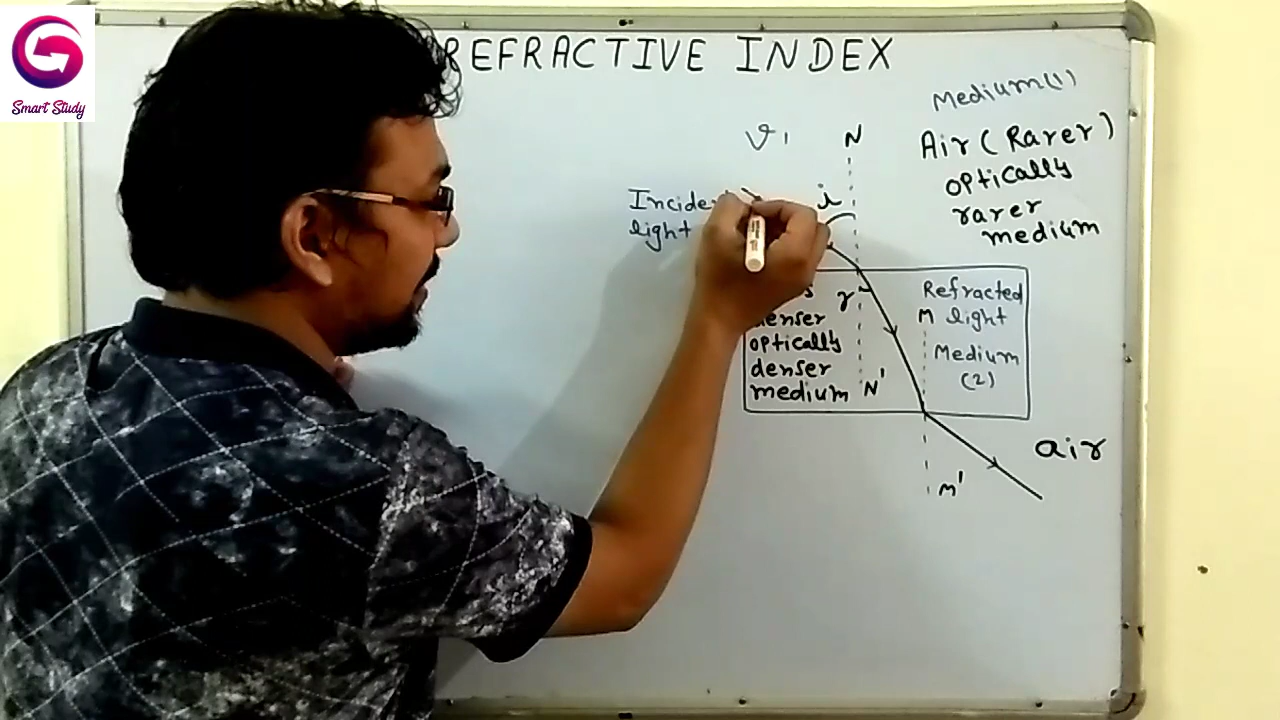 Smart Study
REFRACTIVE INDEX
Medium(1)
v1
N
Air (Rarer)
optically
rarer
medium
i
light
r
denser
optically
denser
medium
N'
Refracted
light
M
Medium
(2)
air
M'